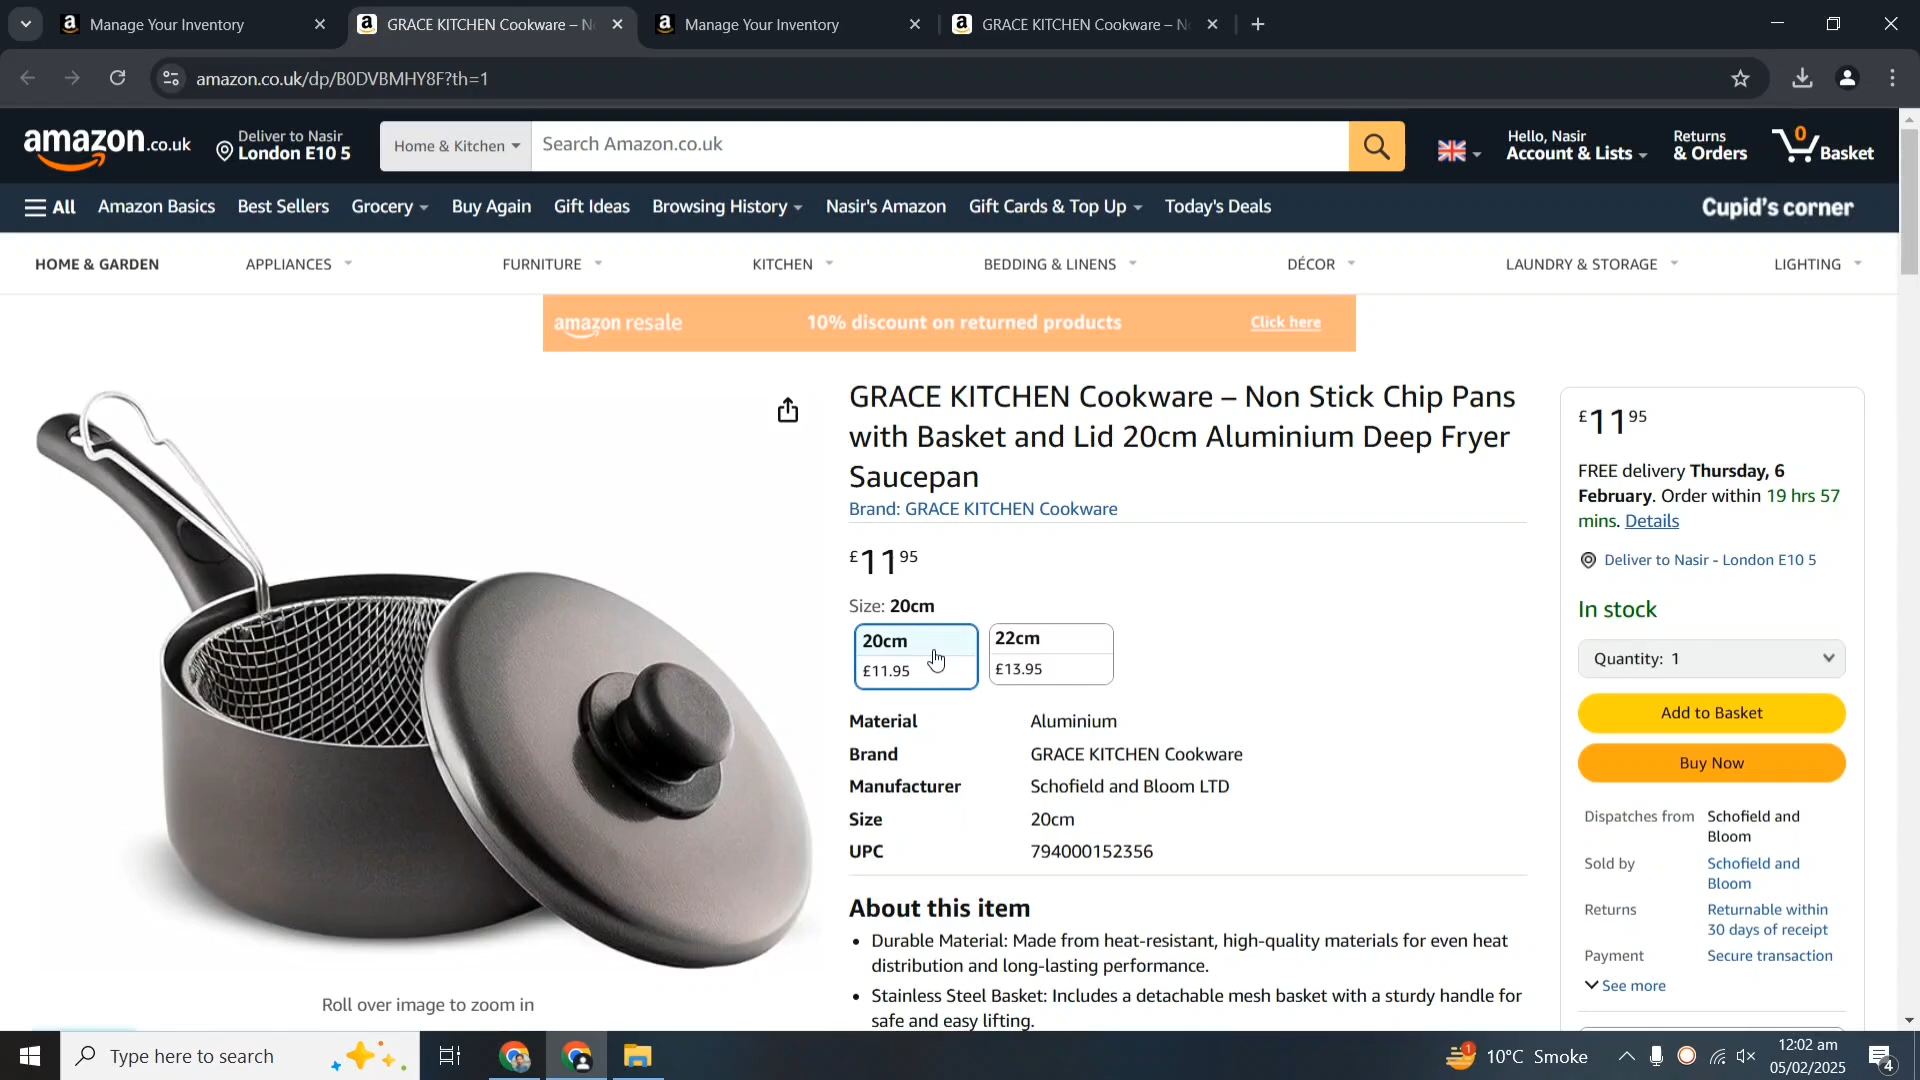 Manage Your Inventory
GRACE KITCHEN Cookware – N
Manage Your Inventory
GRACE KITCHEN Cookware – N
amazon.co.uk/dp/B0DVBMHY8F?th=1
amazon.co.uk
Deliver to Nasir
London E10 5
Home & Kitchen
Search Amazon.co.uk
Hello, Nasir
Account & Lists
Returns
& Orders
0
Basket
All
Amazon Basics
Best Sellers
Grocery
Buy Again
Gift Ideas
Browsing History
Nasir's Amazon
Gift Cards & Top Up
Today's Deals
Cupid's corner
HOME & GARDEN
APPLIANCES
FURNITURE
KITCHEN
BEDDING & LINENS
DÉCOR
LAUNDRY & STORAGE
LIGHTING
amazon resale
10% discount on returned products
Click here
Roll over image to zoom in
GRACE KITCHEN Cookware – Non Stick Chip Pans
with Basket and Lid 20cm Aluminium Deep Fryer
Saucepan
Brand: GRACE KITCHEN Cookware
£1195
Size: 20cm
20cm
£11.95
22cm
£13.95
Material Aluminium
Brand GRACE KITCHEN Cookware
Manufacturer Schofield and Bloom LTD
Size 20cm
UPC 794000152356
About this item
• Durable Material: Made from heat-resistant, high-quality materials for even heat
distribution and long-lasting performance.
• Stainless Steel Basket: Includes a detachable mesh basket with a sturdy handle for
safe and easy lifting.
£1195
FREE delivery Thursday, 6
February. Order within 19 hrs 57
mins. Details
Deliver to Nasir - London E10 5
In stock
Quantity: 1
Add to Basket
Buy Now
Dispatches from Schofield and
Bloom
Sold by Schofield and
Bloom
Returns Returnable within
30 days of receipt
Payment Secure transaction
See more
Type here to search
1
10°C Smoke
12:02 am
05/02/2025
4